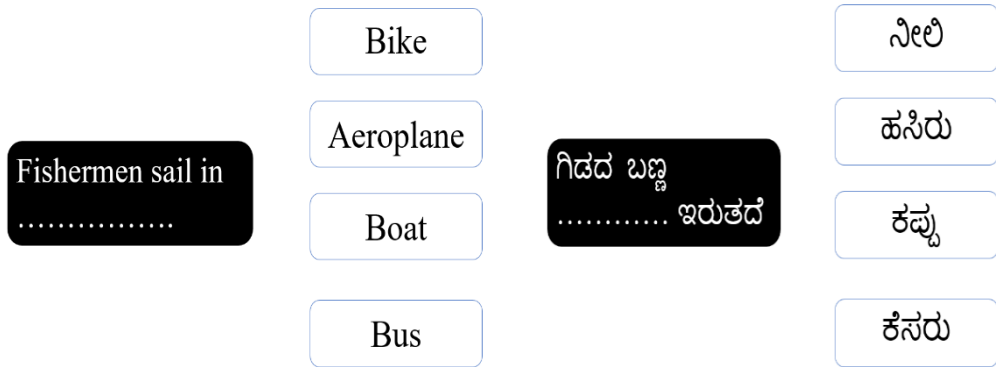 Fishermen sail in
................
Bike
Aeroplane
Boat
Bus
ಗಿಡದ ಬಣ್ಣ
............ ಇರುತದೆ
ನೀಲಿ
ಹಸಿರು
ಕಪ್ಪು
ಕೆಸರು